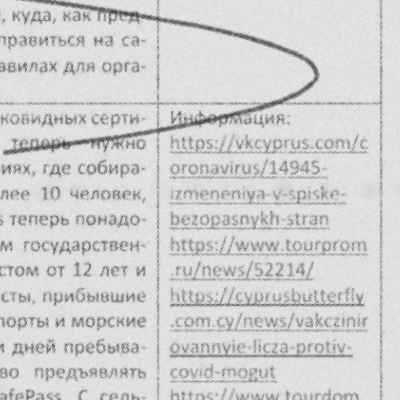 , куда, как пред-
правиться на са-
авилах для орга-
ковидных серти-
теперь нужно
иях, где собира-
лее 10 человек,
s теперь понадо-
м государствен-
стом от 12 лет и
сты, прибывшие
порты и морские
и дней пребыва-
во предъявлять
afePass. С сель-
Информация:
https://vkcyprus.com/c
oronavirus/14945-
izmeneniya-v-spiske-
bezopasnykh-stran
https://www.tourprom
.ru/news/52214/
https://cyprusbutterfly
.com.cy/news/vakczinir
ovannyie-licza-protiv-
covid-mogut
https://www.tourdom